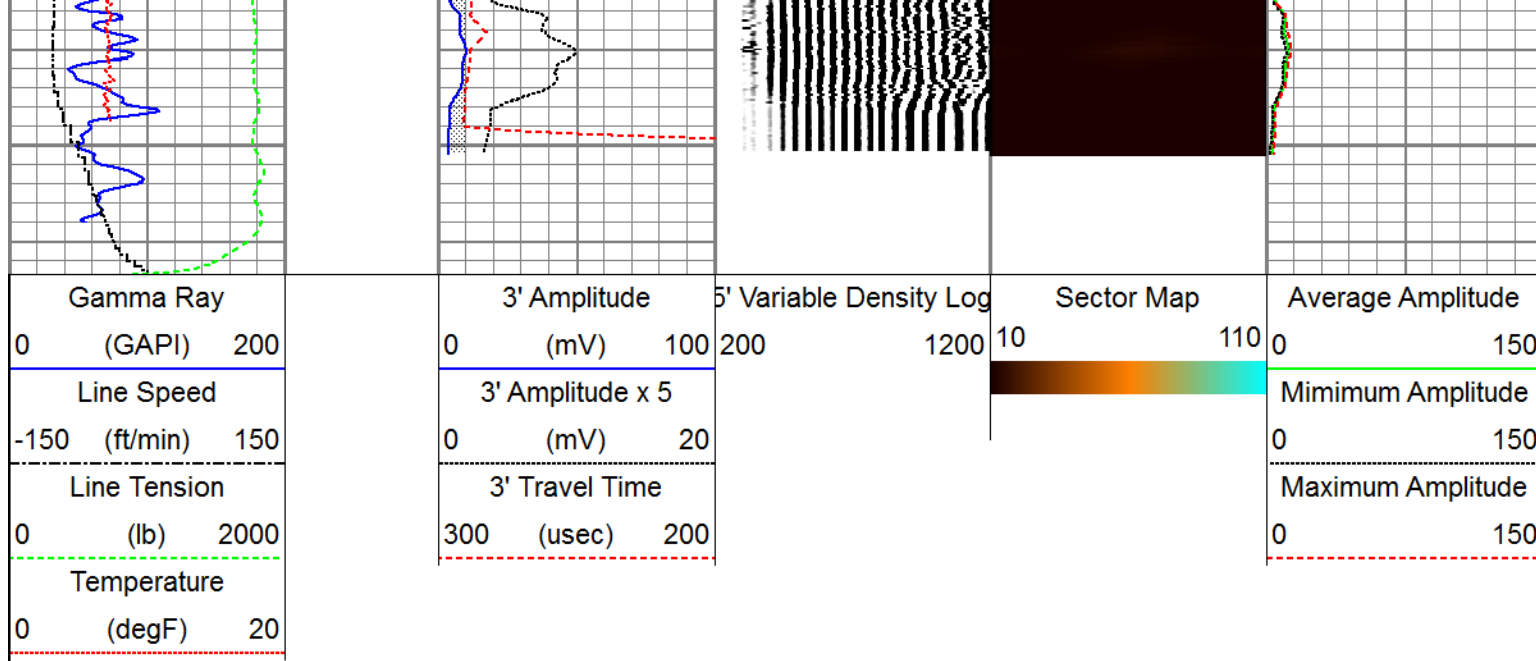 Gamma Ray
0 (GAPI) 200
Line Speed
-150 (ft/min) 150
Line Tension
0 (lb) 2000
Temperature
0 (degF) 20
3' Amplitude
0 (mV) 100
3' Amplitude x 5
0 (mV) 20
3' Travel Time
300 (usec) 200
5' Variable Density Log
200 1200
Sector Map
10 110
Average Amplitude
0 150
Mimimum Amplitude
0 150
Maximum Amplitude
0 150